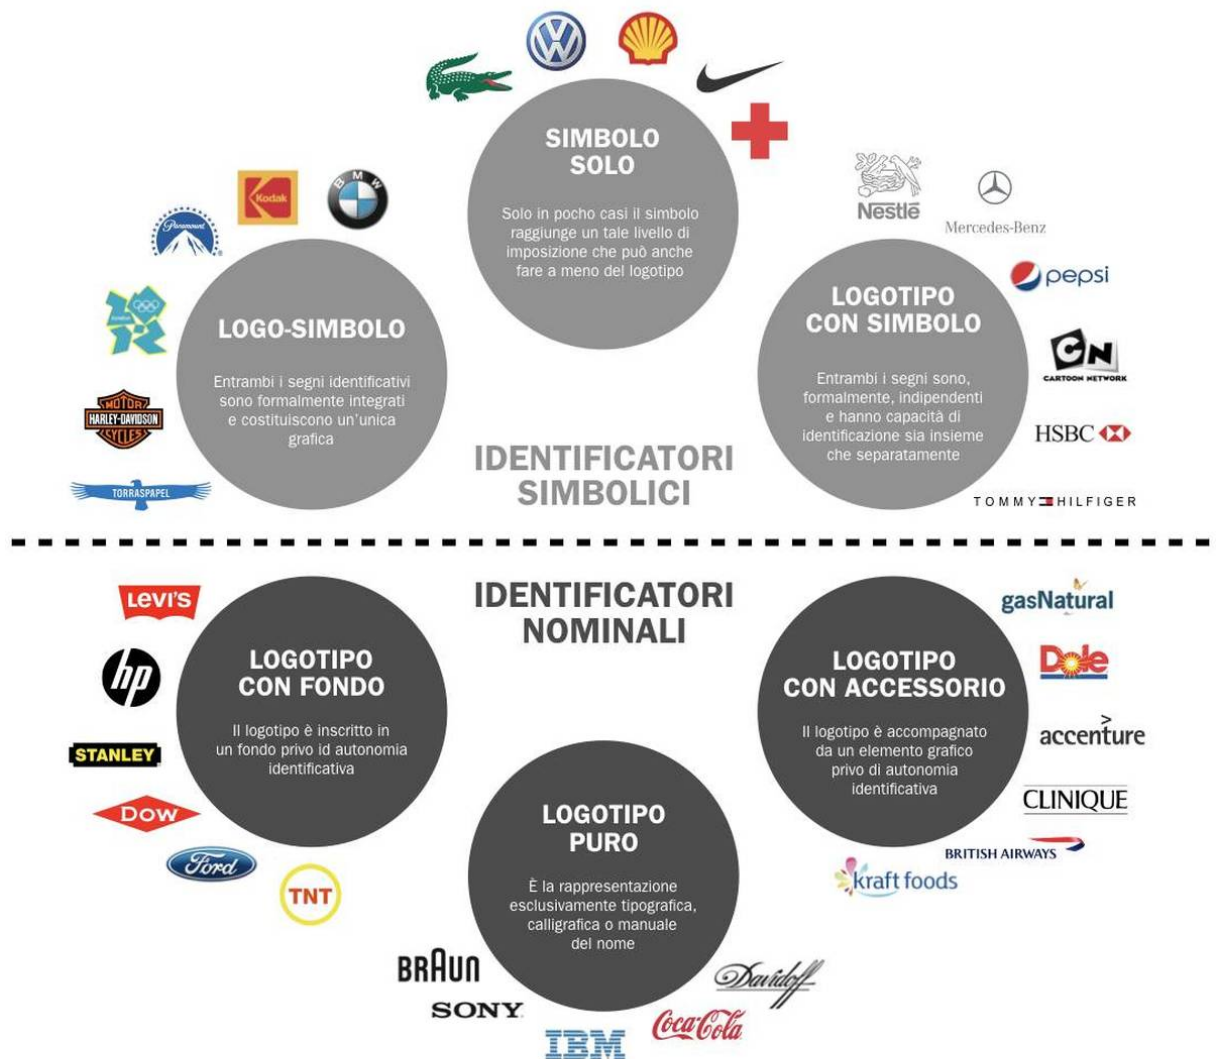 SIMBOLO
SOLO
Solo in pocho casi il simbolo
raggiunge un tale livello di
imposizione che può anche
fare a meno del logotipo
Kodak
BMW
Paramount
LOGO-SIMBOLO
Entrambi i segni identificativi
sono formalmente integrati
e costituiscono un'unica
grafica
london
MOTOR
HARLEY-DAVIDSON
CYCLES
TORRASPAPEL
Nestlé
Mercedes-Benz
pepsi
LOGOTIPO
CON SIMBOLO
Entrambi i segni sono,
formalmente, indipendenti
e hanno capacità di
identificazione sia insieme
che separatamente
CN
CARTOON NETWORK
HSBC
TOMMY HILFIGER
IDENTIFICATORI
SIMBOLICI
IDENTIFICATORI
NOMINALI
LEVI'S
hp
STANLEY
DOW
Ford
TNT
LOGOTIPO
CON FONDO
Il logotipo è inscritto in
un fondo privo id autonomia
identificativa
LOGOTIPO
CON ACCESSORIO
Il logotipo è accompagnato
da un elemento grafico
privo di autonomia
identificativa
gasNatural
Dole
>
accenture
CLINIQUE
BRITISH AIRWAYS
kraft foods
LOGOTIPO
PURO
È la rappresentazione
esclusivamente tipografica,
calligrafica o manuale
del nome
BRAUN
SONY
IBM
Coca-Cola
Davidoff
VW